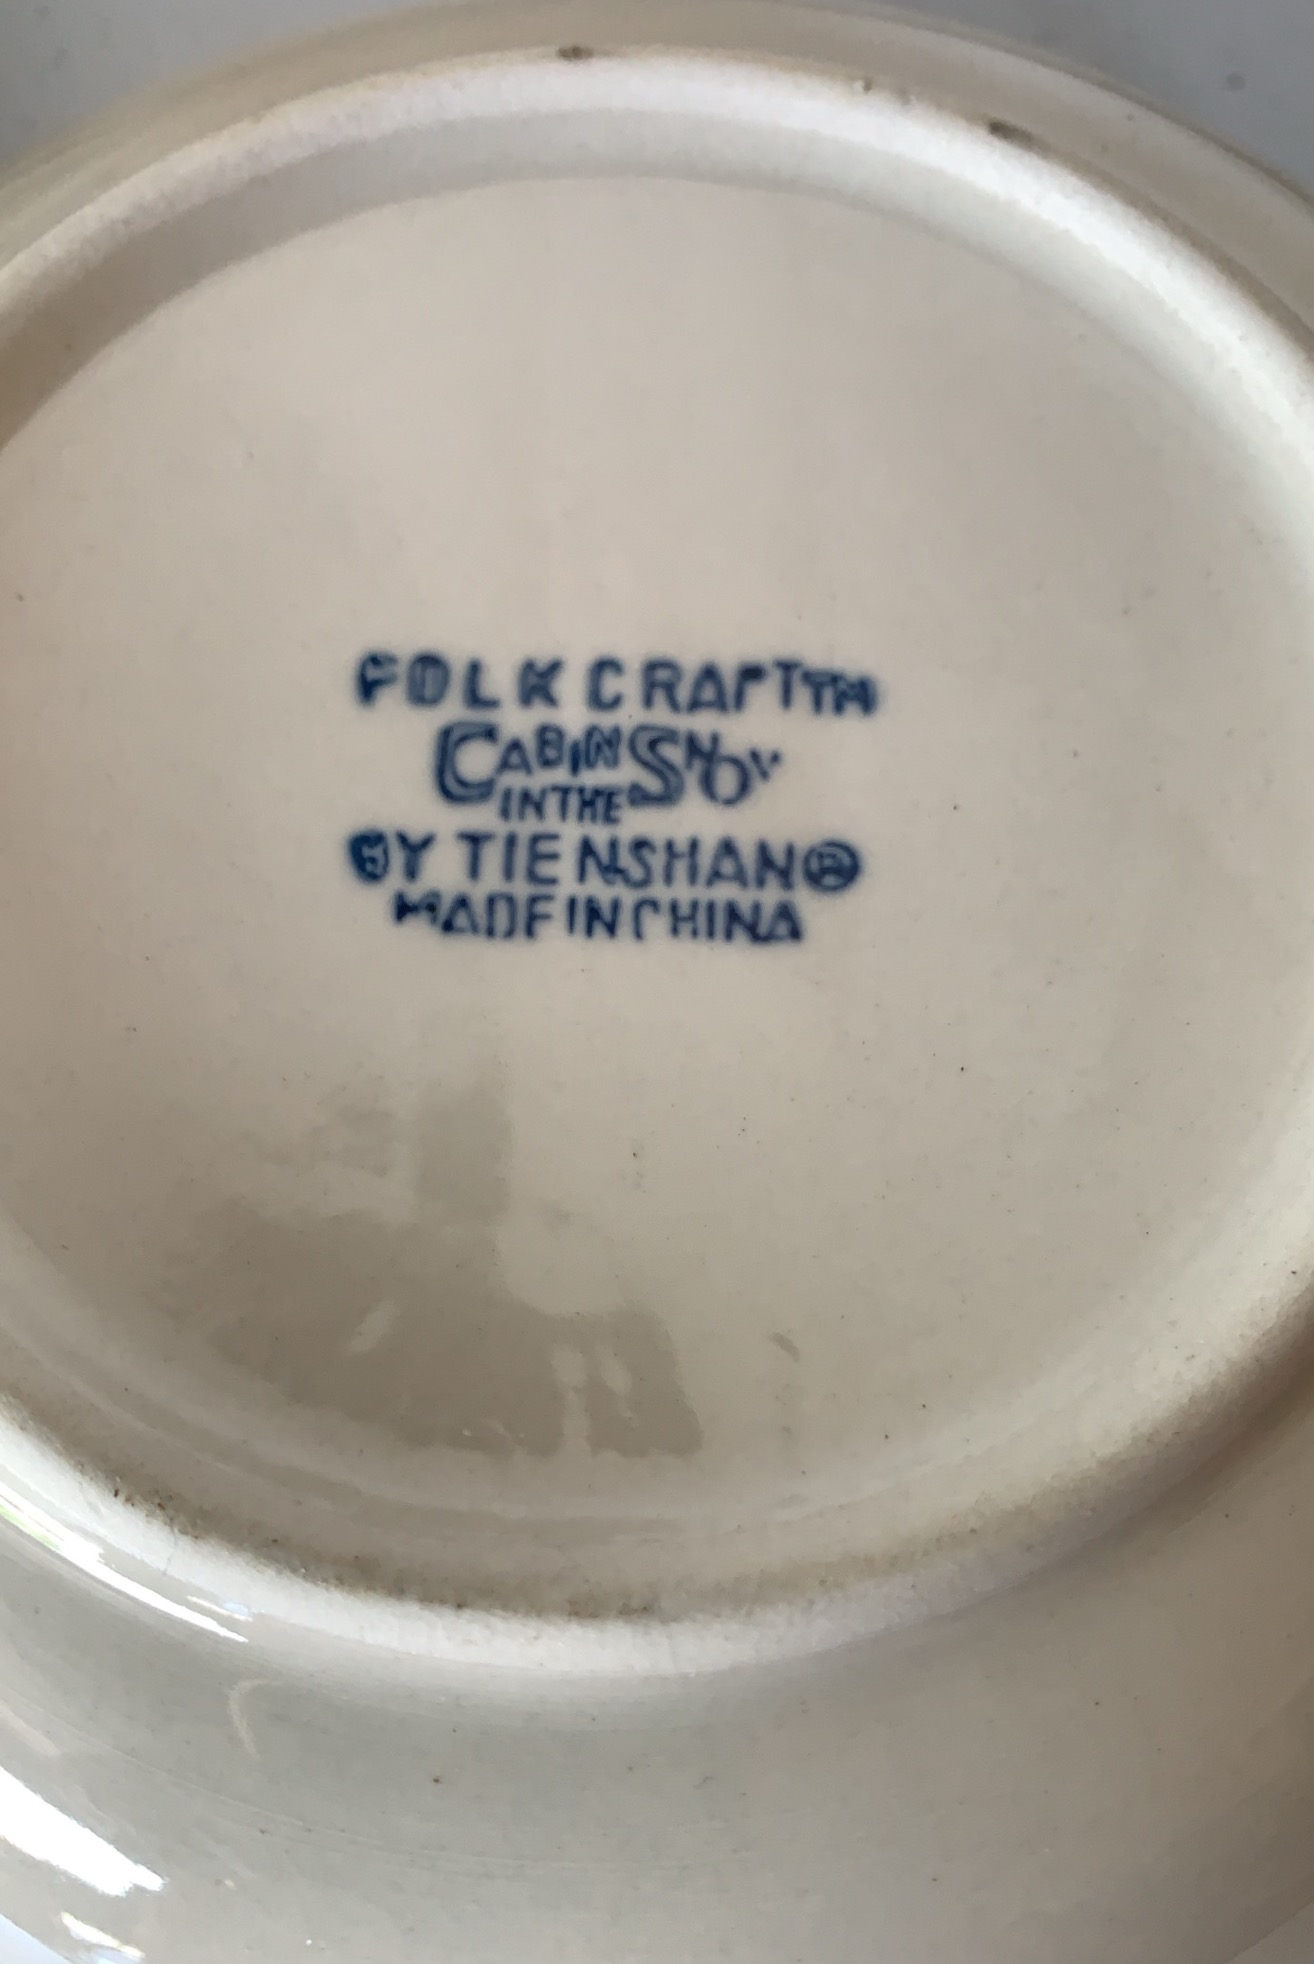 FOLK CRAFT™
CABIN IN THE SNOW
BY TIENSHAN®
MADE IN CHINA